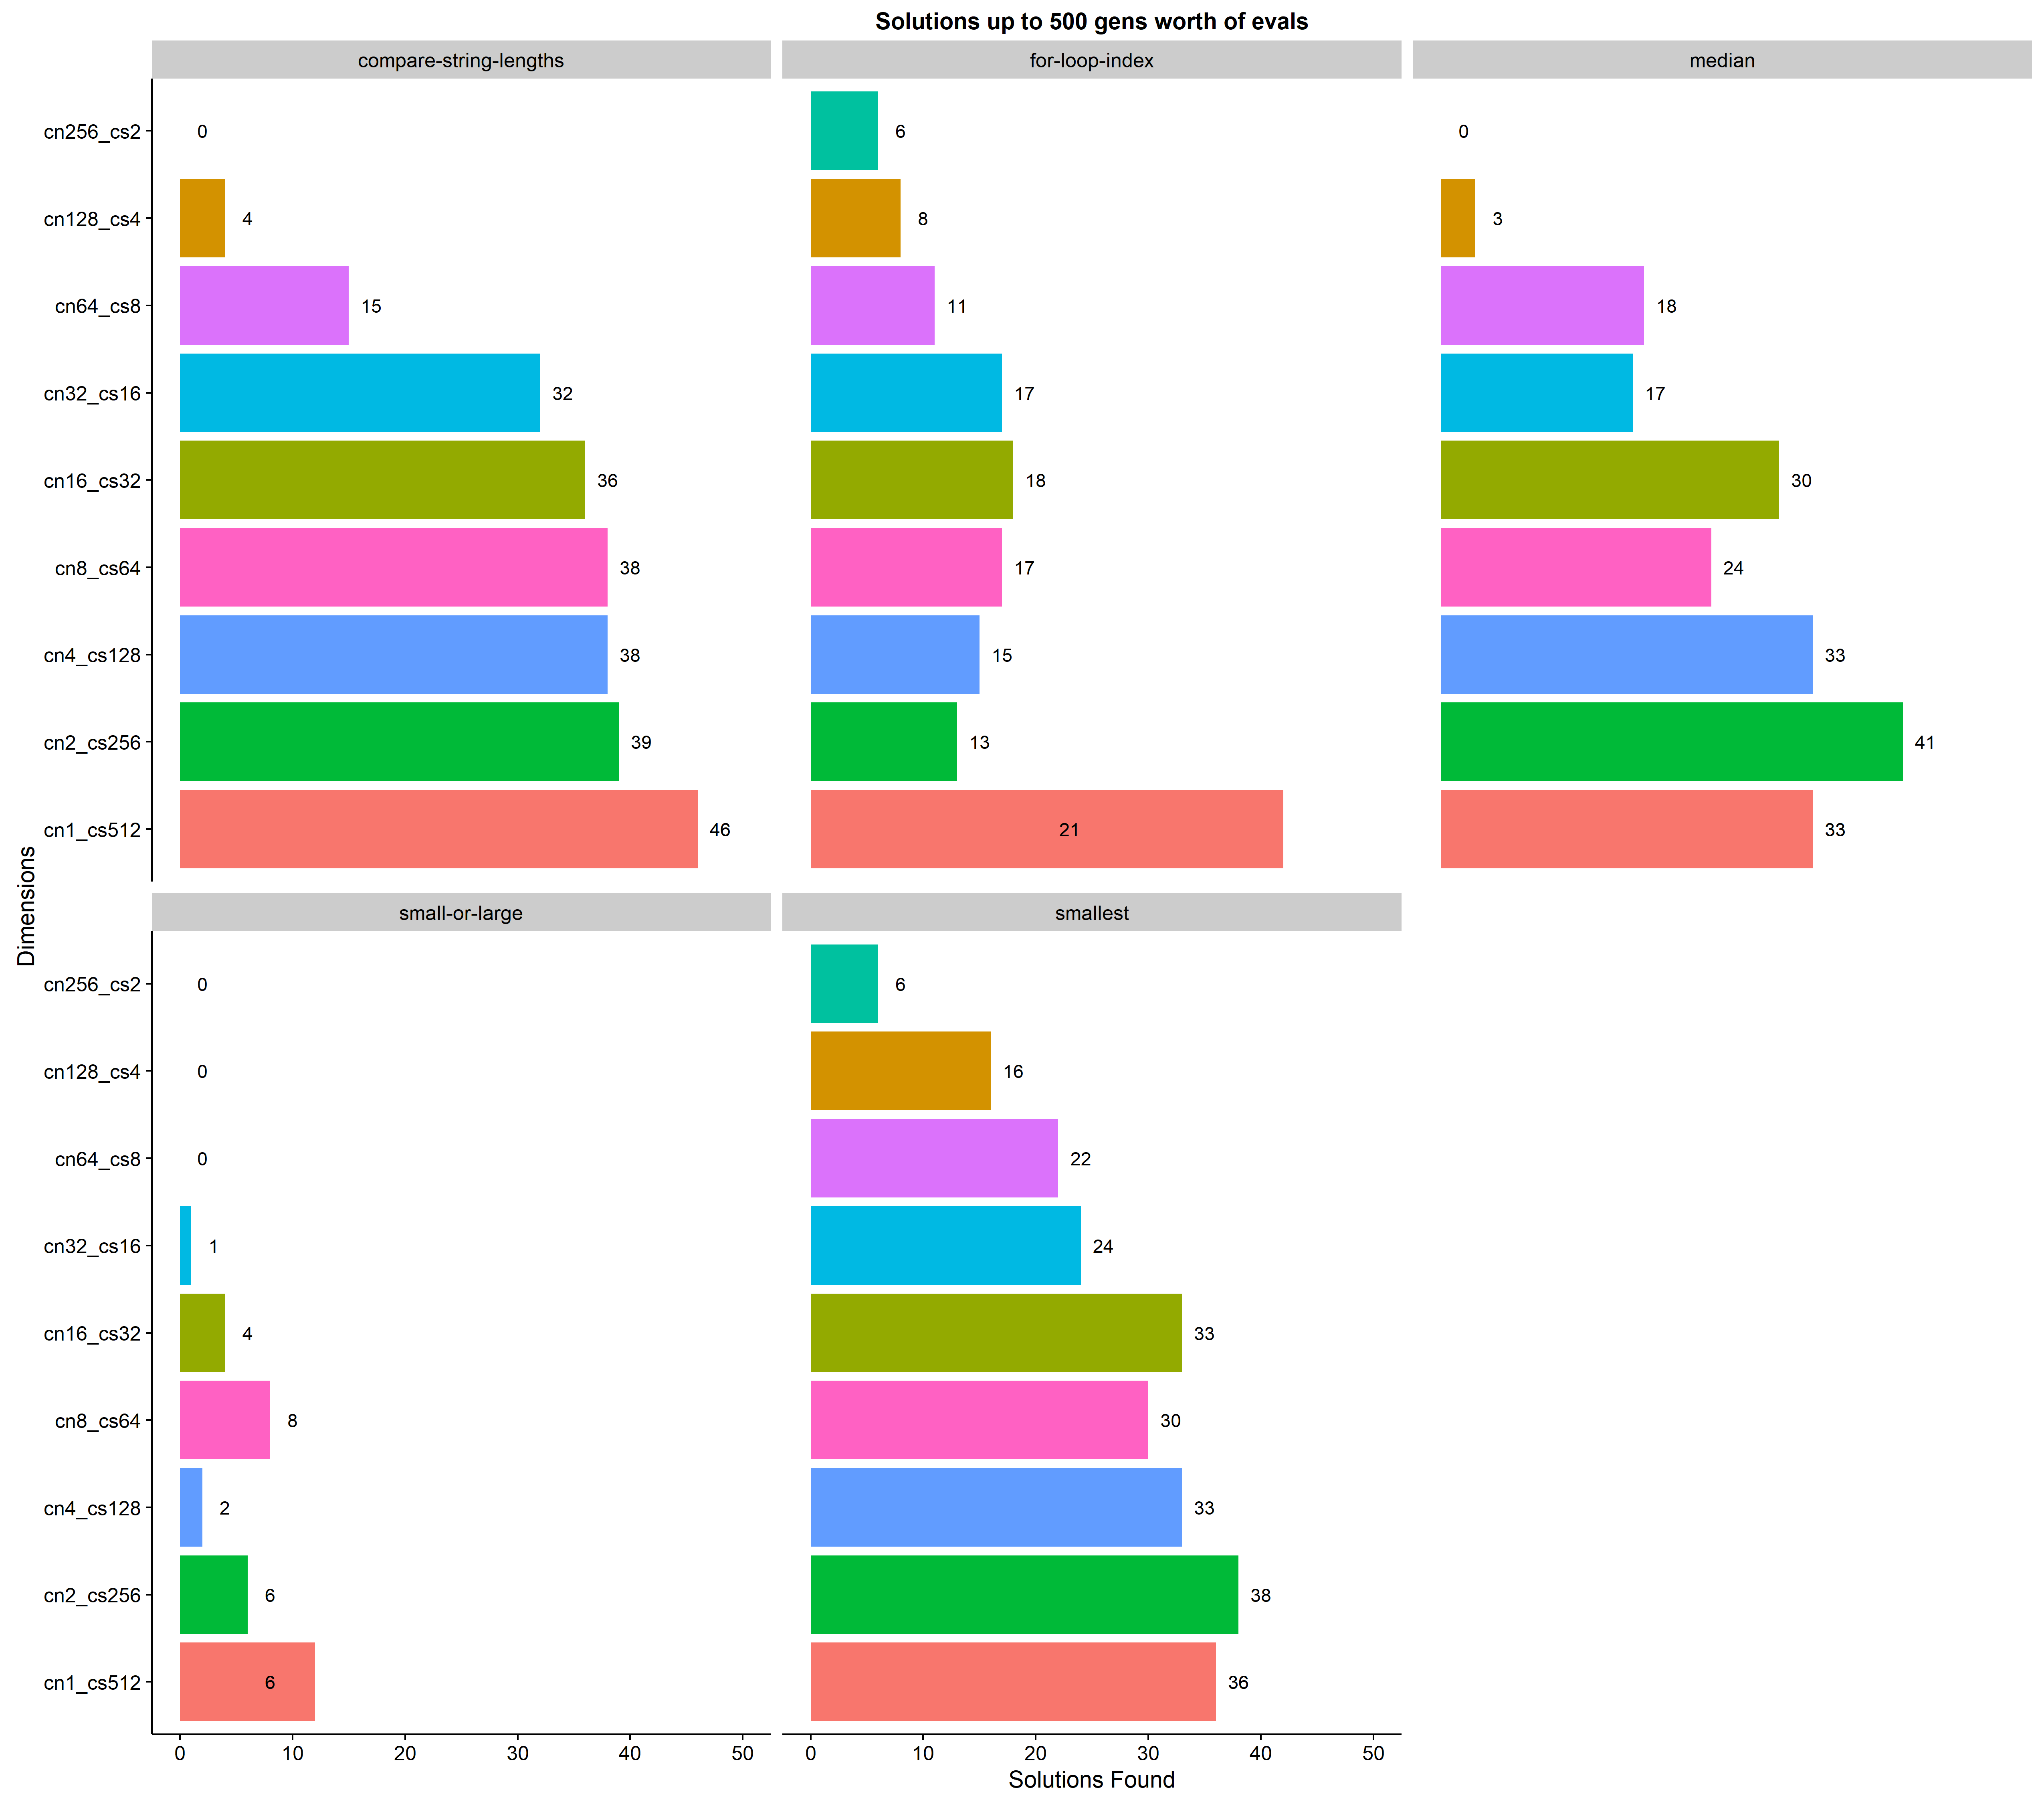 Solutions up to 500 gens worth of evals
compare-string-lengths for-loop-index median
cn256_cs2 0 6 0
cn128_cs4 4 8 3
cn64_cs8 15 11 18
cn32_cs16 32 17 17
cn16_cs32 36 18 30
cn8_cs64 38 17 24
cn4_cs128 38 15 33
cn2_cs256 39 13 41
cn1_cs512 46 21 33
Dimensions
small-or-large smallest
cn256_cs2 0 6
cn128_cs4 0 16
cn64_cs8 0 22
cn32_cs16 1 24
cn16_cs32 4 33
cn8_cs64 8 30
cn4_cs128 2 33
cn2_cs256 6 38
cn1_cs512 6 36
0 10 20 30 40 50 0 10 20 30 40 50
Solutions Found